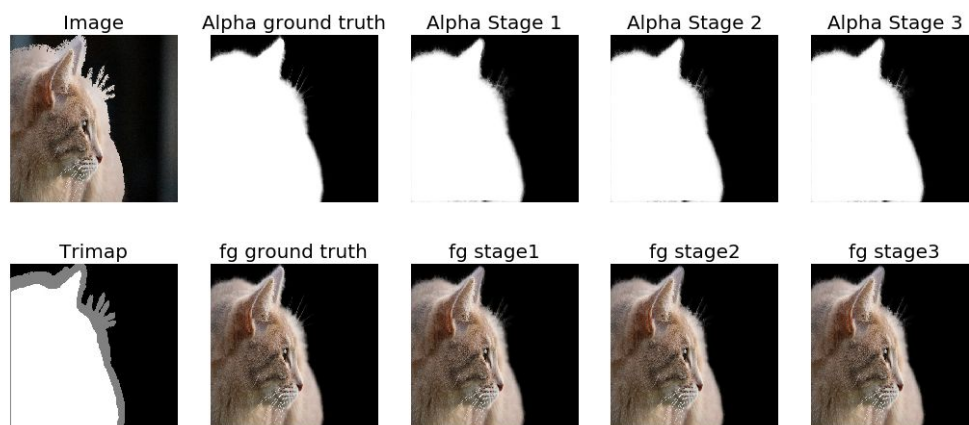 Image
Alpha ground truth
Alpha Stage 1
Alpha Stage 2
Alpha Stage 3
Trimap
fg ground truth
fg stage1
fg stage2
fg stage3